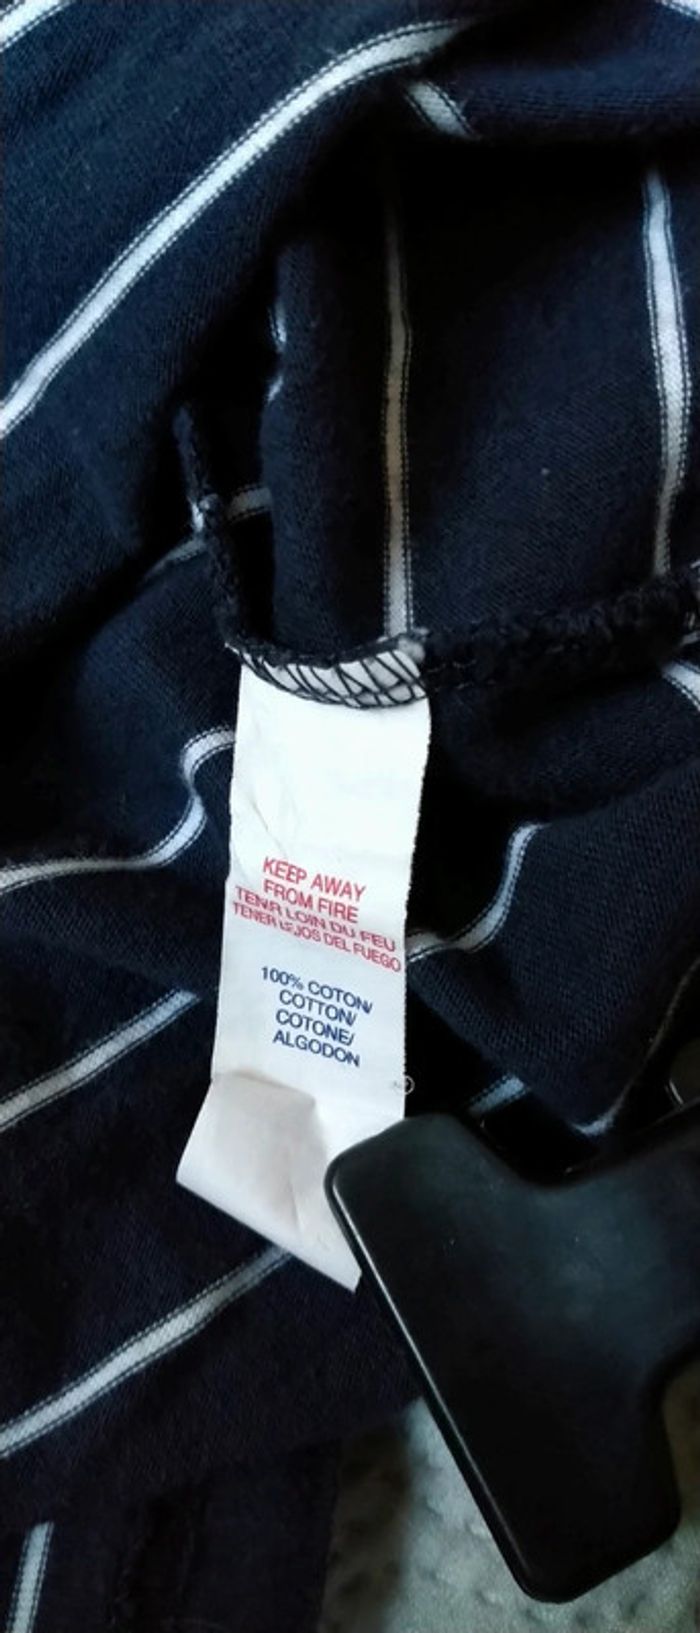 KEEP AWAY
FROM FIRE
TENIR LOIN DU FEU
TENER LEJOS DEL FUEGO
100% COTON/
COTTON/
COTONE/
ALGODON